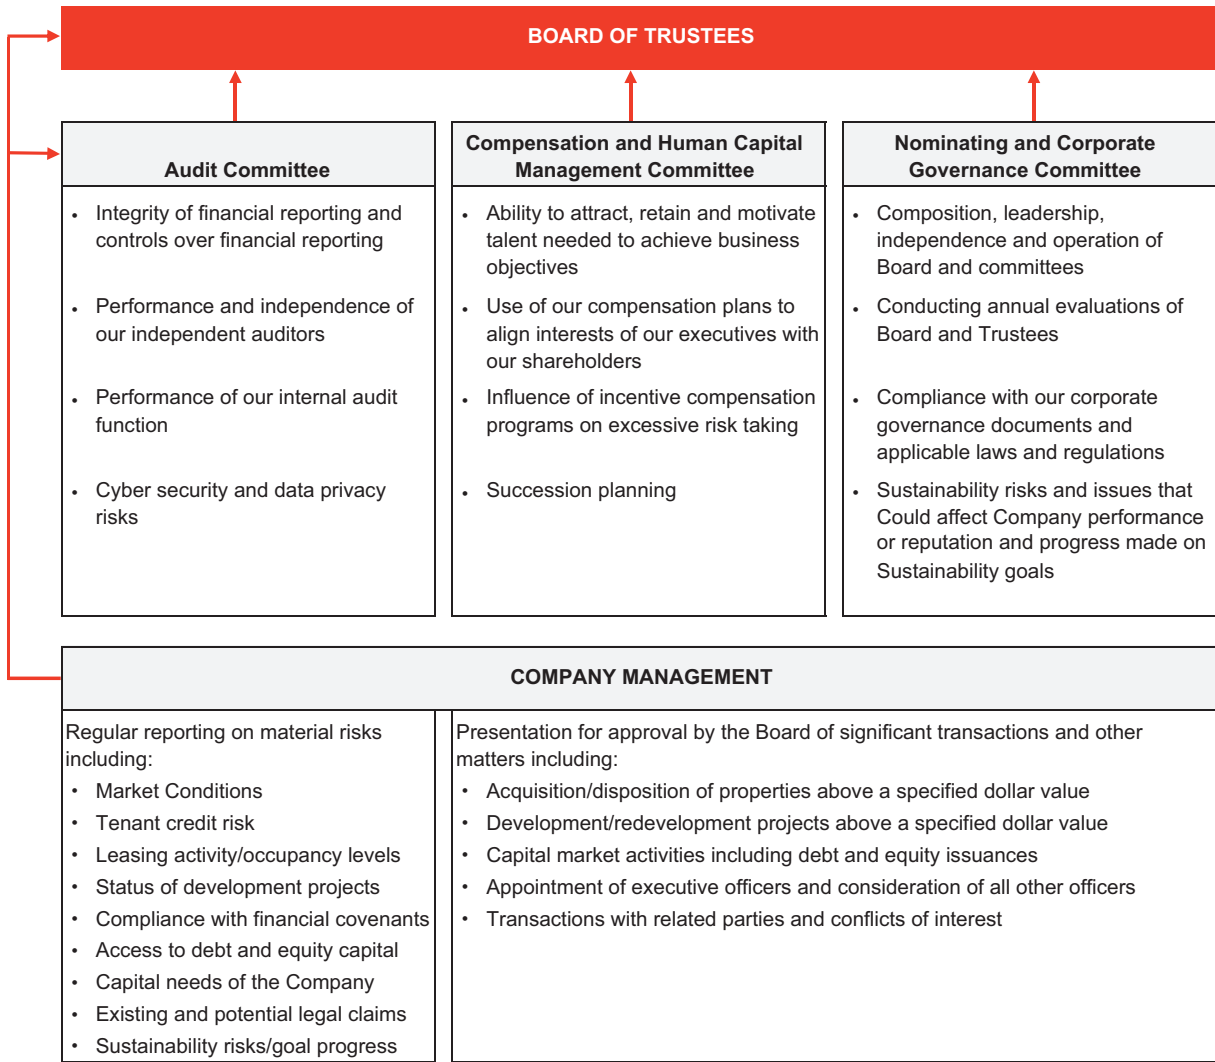 BOARD OF TRUSTEES
Audit Committee
• Integrity of financial reporting and
controls over financial reporting
• Performance and independence of
our independent auditors
• Performance of our internal audit
function
• Cyber security and data privacy
risks
Compensation and Human Capital
Management Committee
• Ability to attract, retain and motivate
talent needed to achieve business
objectives
• Use of our compensation plans to
align interests of our executives with
our shareholders
• Influence of incentive compensation
programs on excessive risk taking
• Succession planning
Nominating and Corporate
Governance Committee
• Composition, leadership,
independence and operation of
Board and committees
• Conducting annual evaluations of
Board and Trustees
• Compliance with our corporate
governance documents and
applicable laws and regulations
• Sustainability risks and issues that
Could affect Company performance
or reputation and progress made on
Sustainability goals
COMPANY MANAGEMENT
Regular reporting on material risks
including:
• Market Conditions
• Tenant credit risk
• Leasing activity/occupancy levels
• Status of development projects
• Compliance with financial covenants
• Access to debt and equity capital
• Capital needs of the Company
• Existing and potential legal claims
• Sustainability risks/goal progress
Presentation for approval by the Board of significant transactions and other
matters including:
• Acquisition/disposition of properties above a specified dollar value
• Development/redevelopment projects above a specified dollar value
• Capital market activities including debt and equity issuances
• Appointment of executive officers and consideration of all other officers
• Transactions with related parties and conflicts of interest